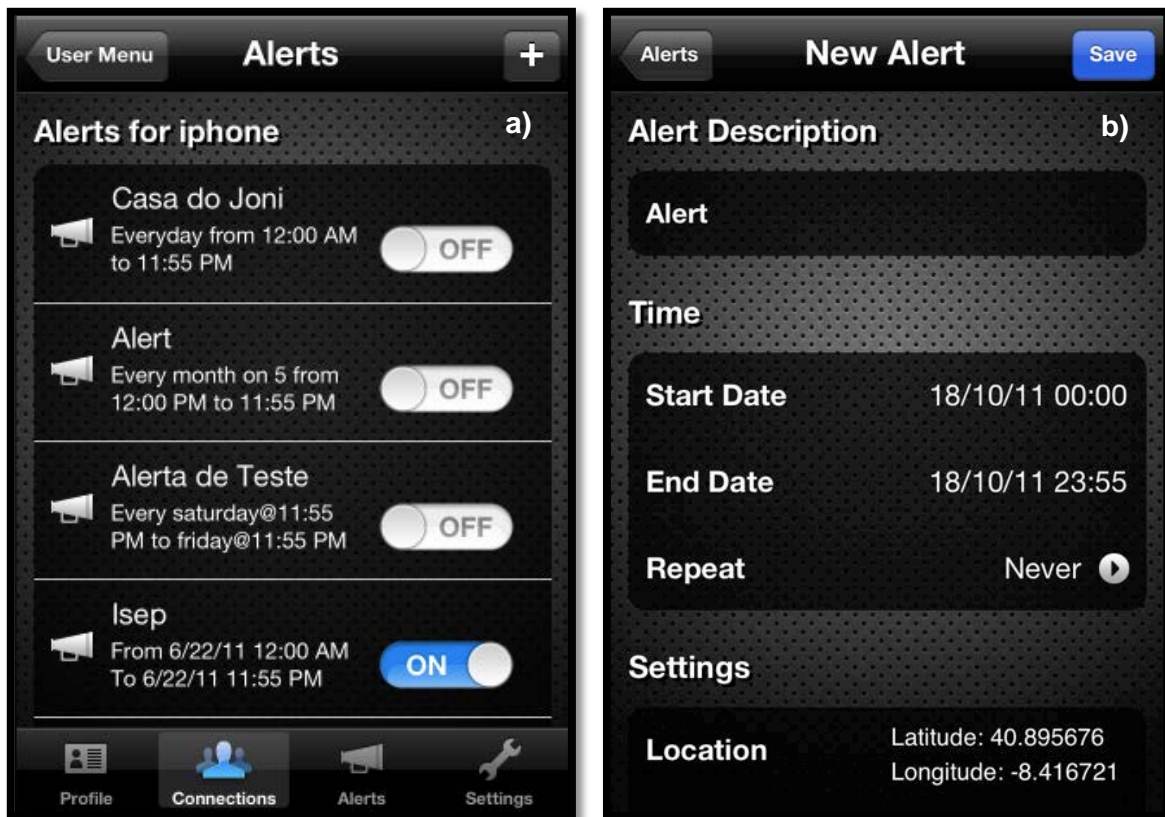 User Menu
Alerts
+
Alerts for iphone
a)
Casa do Joni
Everyday from 12:00 AM
to 11:55 PM
OFF
Alert
Every month on 5 from
12:00 PM to 11:55 PM
OFF
Alerta de Teste
Every saturday@11:55
PM to friday@11:55 PM
OFF
Isep
From 6/22/11 12:00 AM
To 6/22/11 11:55 PM
ON
Profile
Connections
Alerts
Settings
Alerts
New Alert
Save
Alert Description
b)
Alert
Time
Start Date
18/10/11 00:00
End Date
18/10/11 23:55
Repeat
Never
Settings
Location
Latitude: 40.895676
Longitude: -8.416721